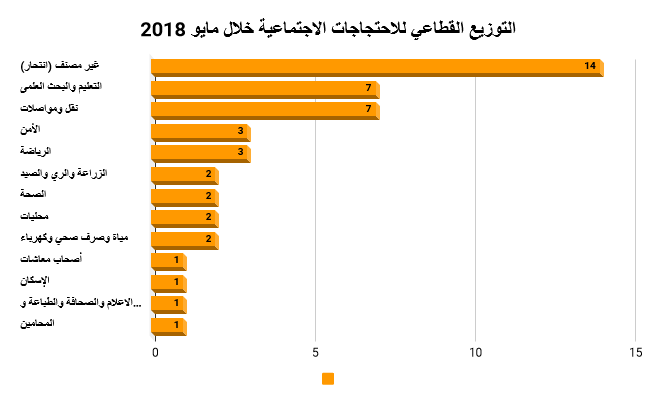 التوزيع القطاعي للاحتجاجات الاجتماعية خلال مايو 2018
غير مصنف (انتحار) 14
التعليم والبحث العلمى 7
نقل ومواصلات 7
الأمن 3
الرياضة 3
الزراعة والري والصيد 2
الصحة 2
محليات 2
مياة وصرف صحي وكهرباء 2
أصحاب معاشات 1
الإسكان 1
الاعلام والصحافة والطباعة و... 1
المحامين 1
0 5 10 15